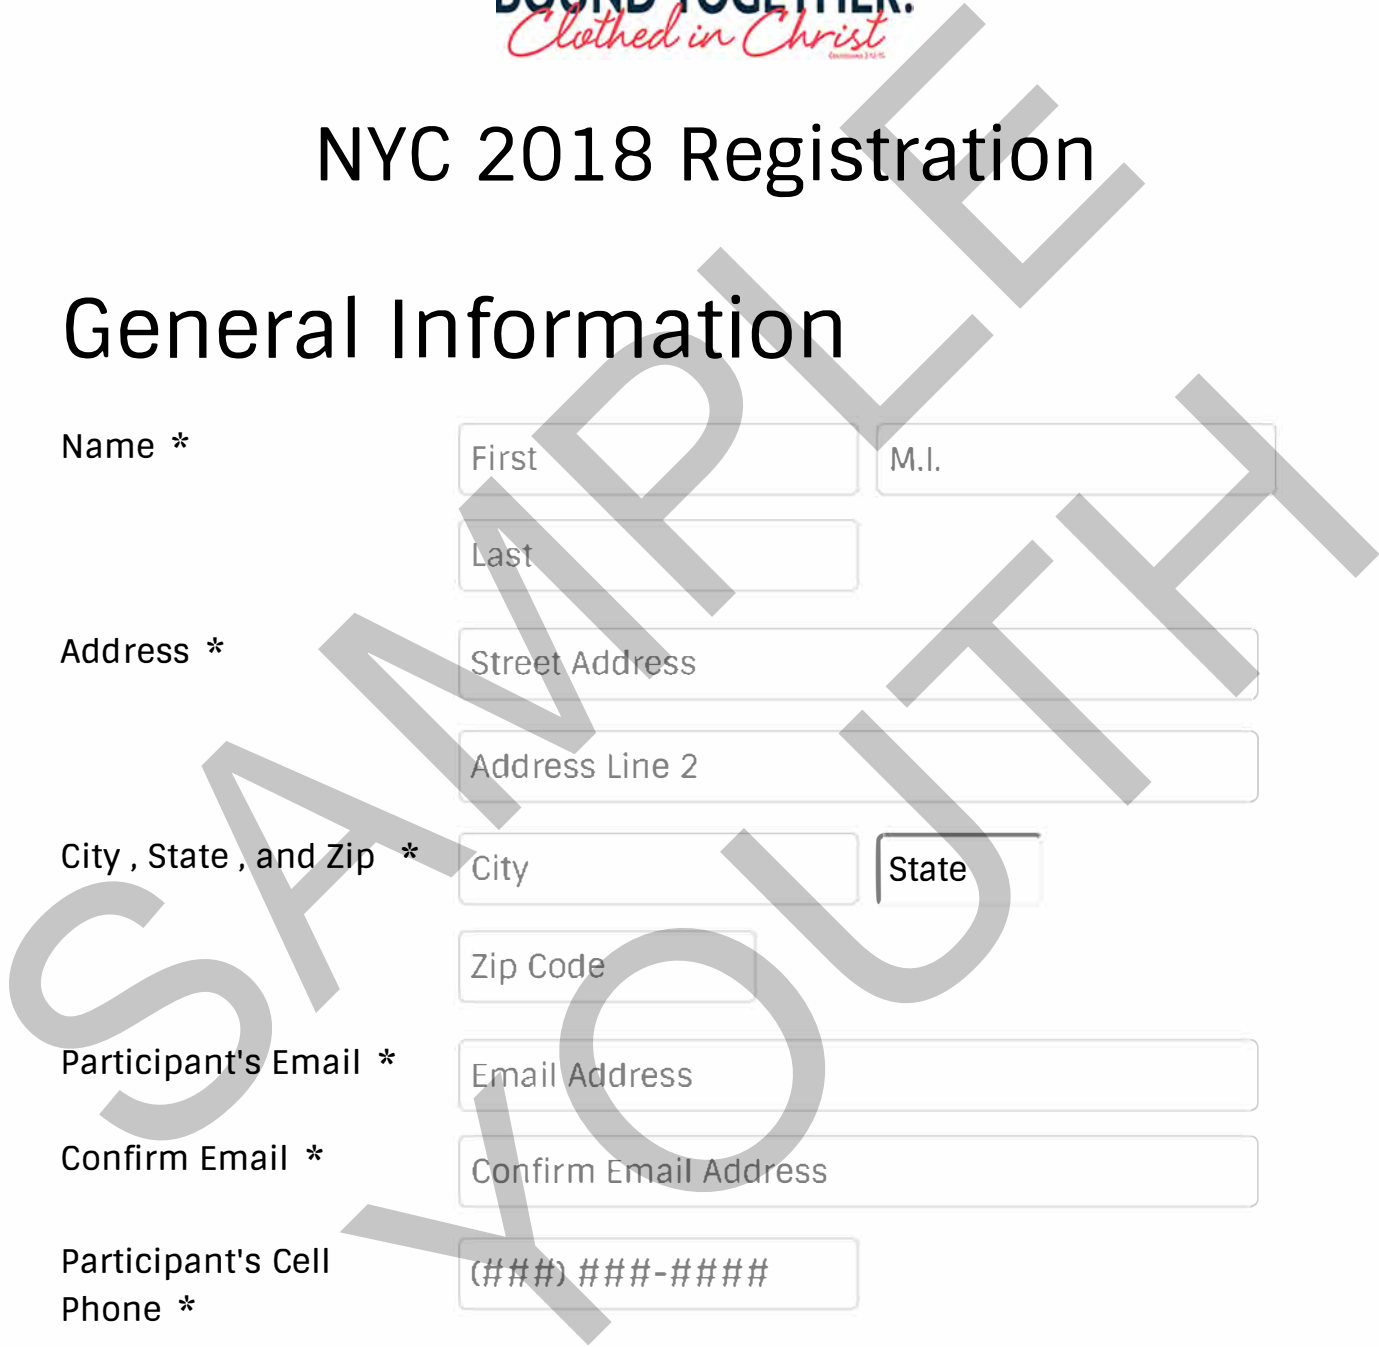 BOUND TOGETHER:
Clothed in Christ
NYC 2018 Registration
General Information
Name *
First
M.I.
Last
Address *
Street Address
Address Line 2
City , State , and Zip *
City
State
Zip Code
Participant's Email *
Email Address
Confirm Email *
Confirm Email Address
Participant's Cell
Phone *
(###) ###-####
SAMPLE
YOUTH